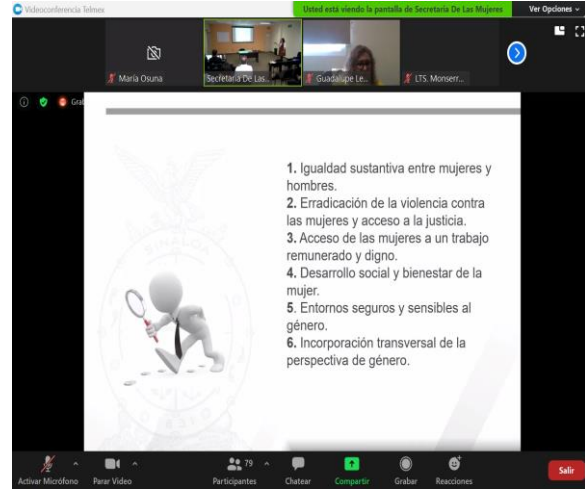 Videoconferencia Telmex
Usted está viendo la pantalla de Secretaria De Las Mujeres
Ver Opciones
Maria Osuna
Secretaria De Las...
Guadalupe Le...
LTS. Monserr...
Gra
1. Igualdad sustantiva entre mujeres y
hombres.
2. Erradicación de la violencia contra
las mujeres y acceso a la justicia.
3. Acceso de las mujeres a un trabajo
remunerado y digno.
4. Desarrollo social y bienestar de la
mujer.
5. Entornos seguros y sensibles al
género.
6. Incorporación transversal de la
perspectiva de género.
SINALOA
Activar Micrófono
Parar Video
79
Participantes
Chatear
Compartir
Grabar
Reacciones
Salir